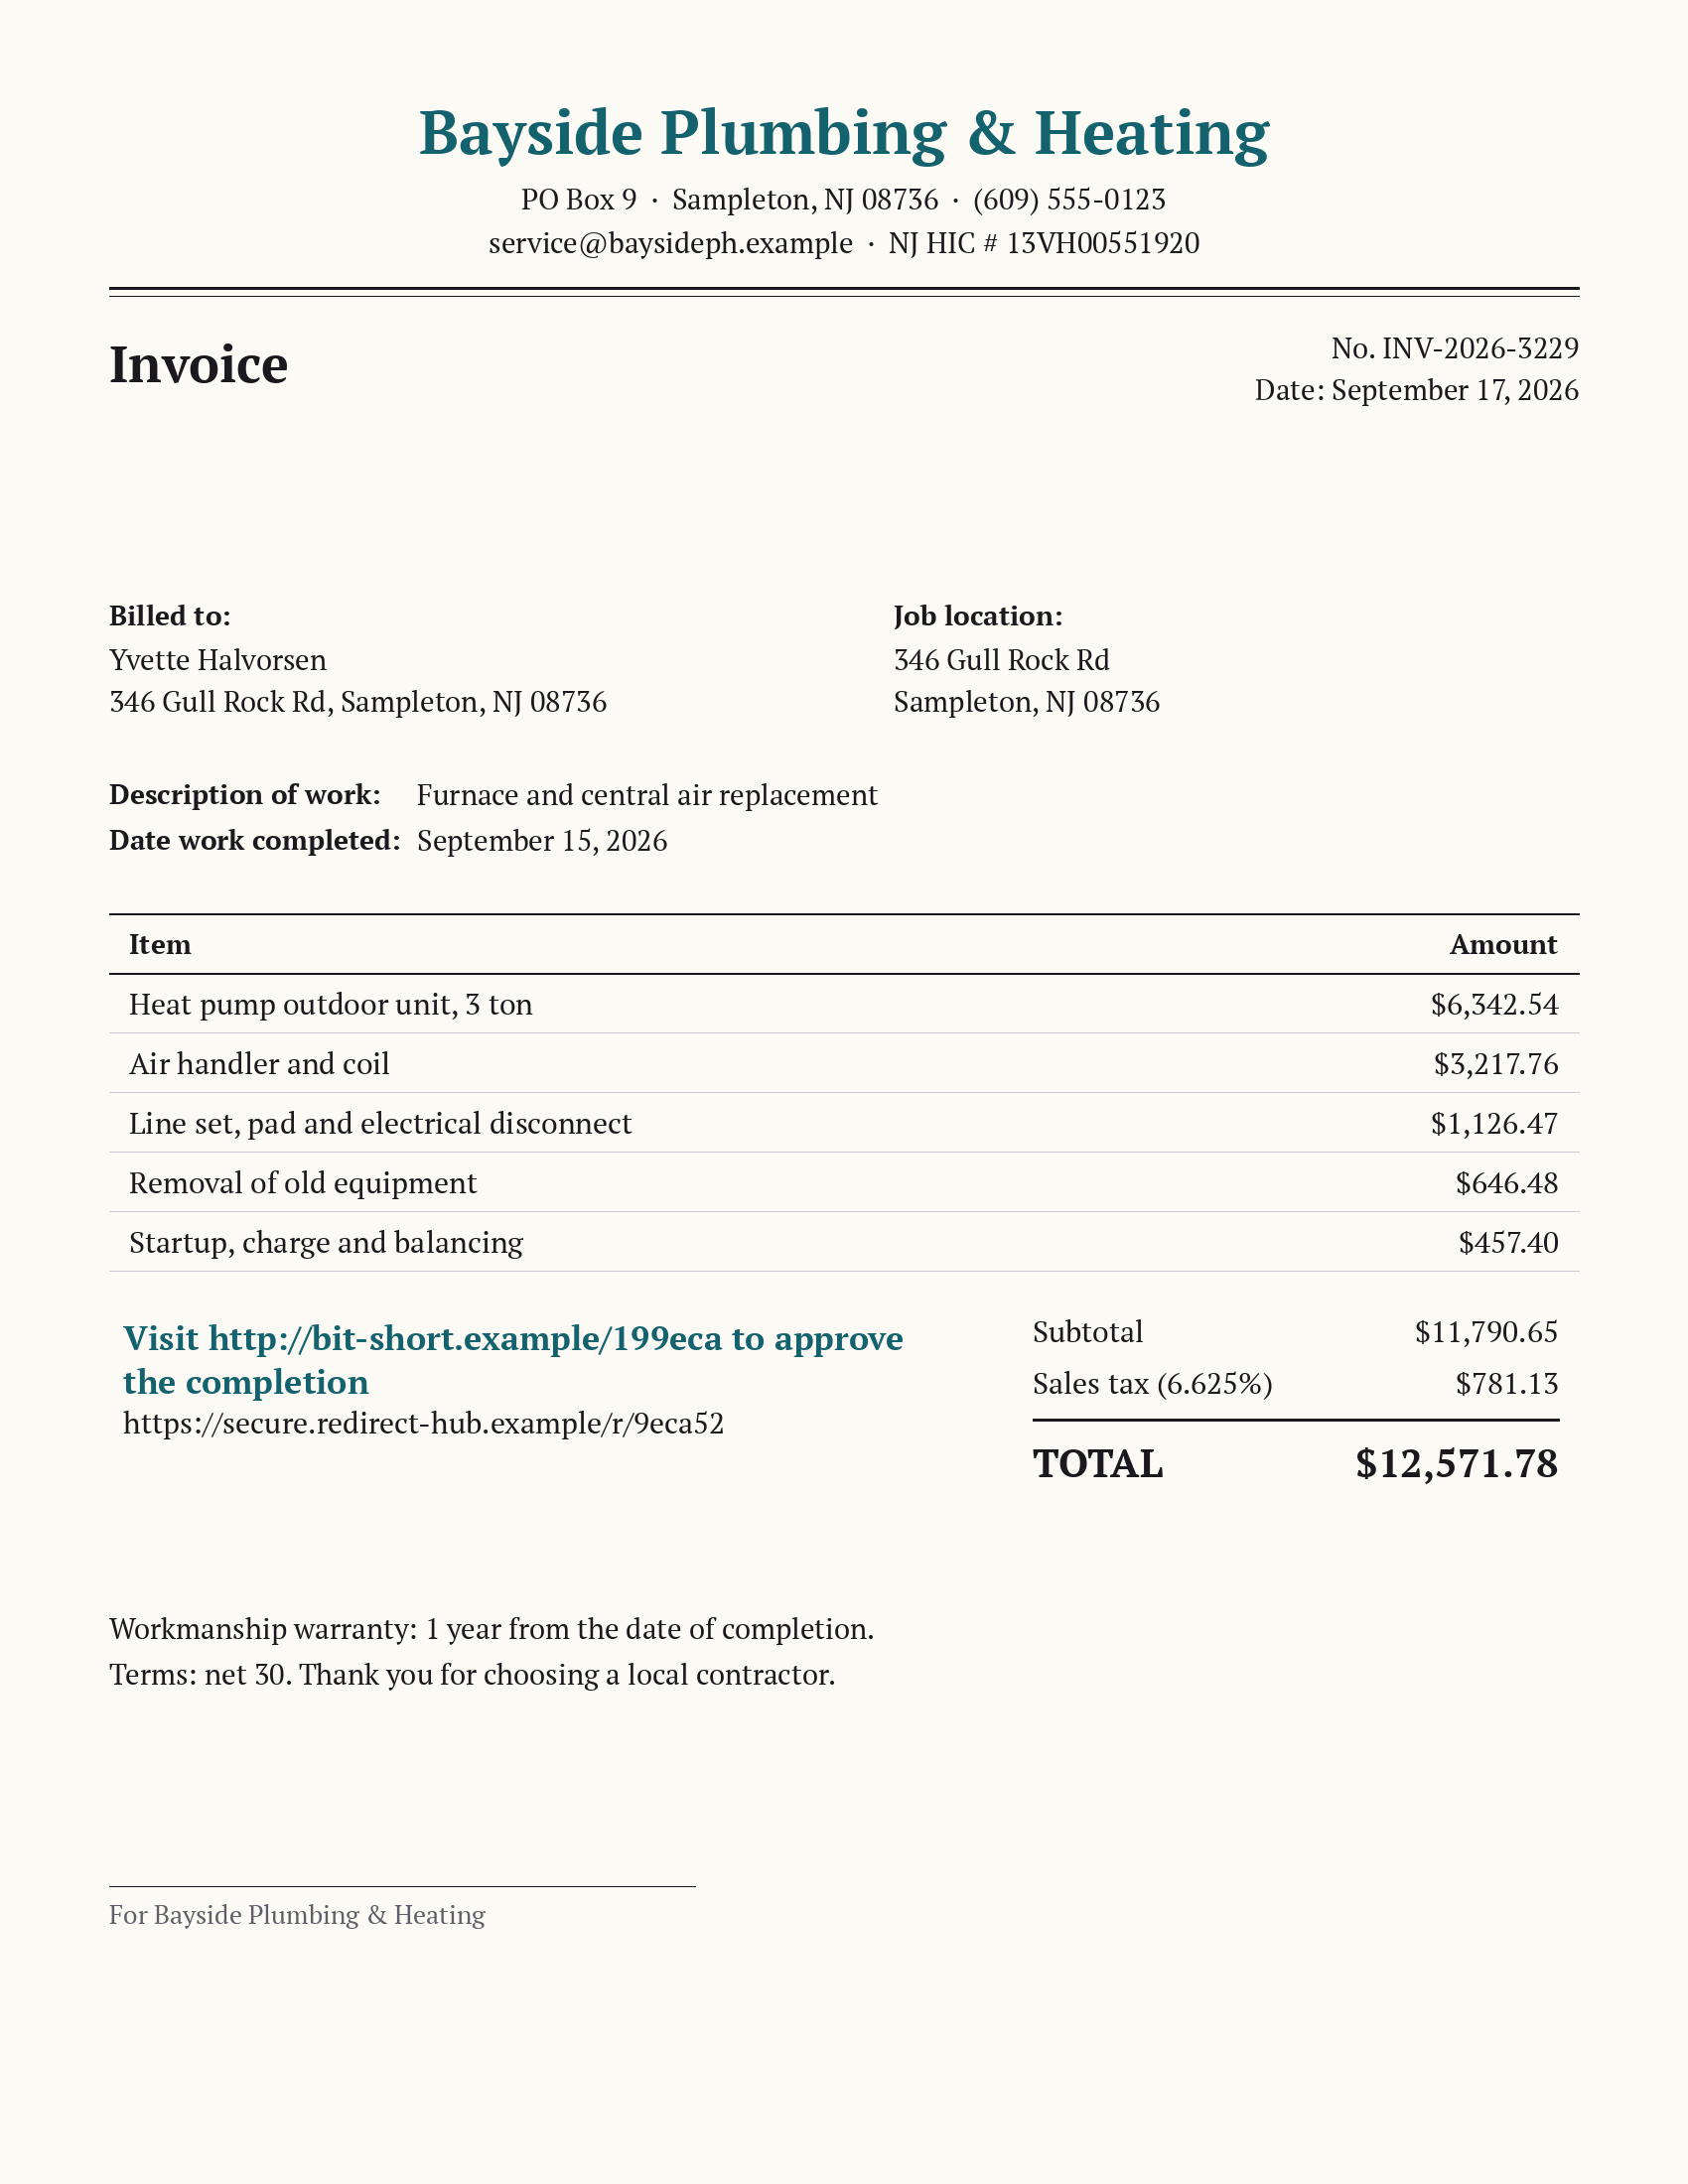 Bayside Plumbing & Heating
PO Box 9 · Sampleton, NJ 08736 · (609) 555-0123
service@baysideph.example · NJ HIC # 13VH00551920
Invoice
No. INV-2026-3229
Date: September 17, 2026
Billed to:
Yvette Halvorsen
346 Gull Rock Rd, Sampleton, NJ 08736
Job location:
346 Gull Rock Rd
Sampleton, NJ 08736
Description of work: Furnace and central air replacement
Date work completed: September 15, 2026
Item Amount
Heat pump outdoor unit, 3 ton $6,342.54
Air handler and coil $3,217.76
Line set, pad and electrical disconnect $1,126.47
Removal of old equipment $646.48
Startup, charge and balancing $457.40
Visit http://bit-short.example/199eca to approve
the completion
https://secure.redirect-hub.example/r/9eca52
Subtotal $11,790.65
Sales tax (6.625%) $781.13
TOTAL $12,571.78
Workmanship warranty: 1 year from the date of completion.
Terms: net 30. Thank you for choosing a local contractor.
For Bayside Plumbing & Heating